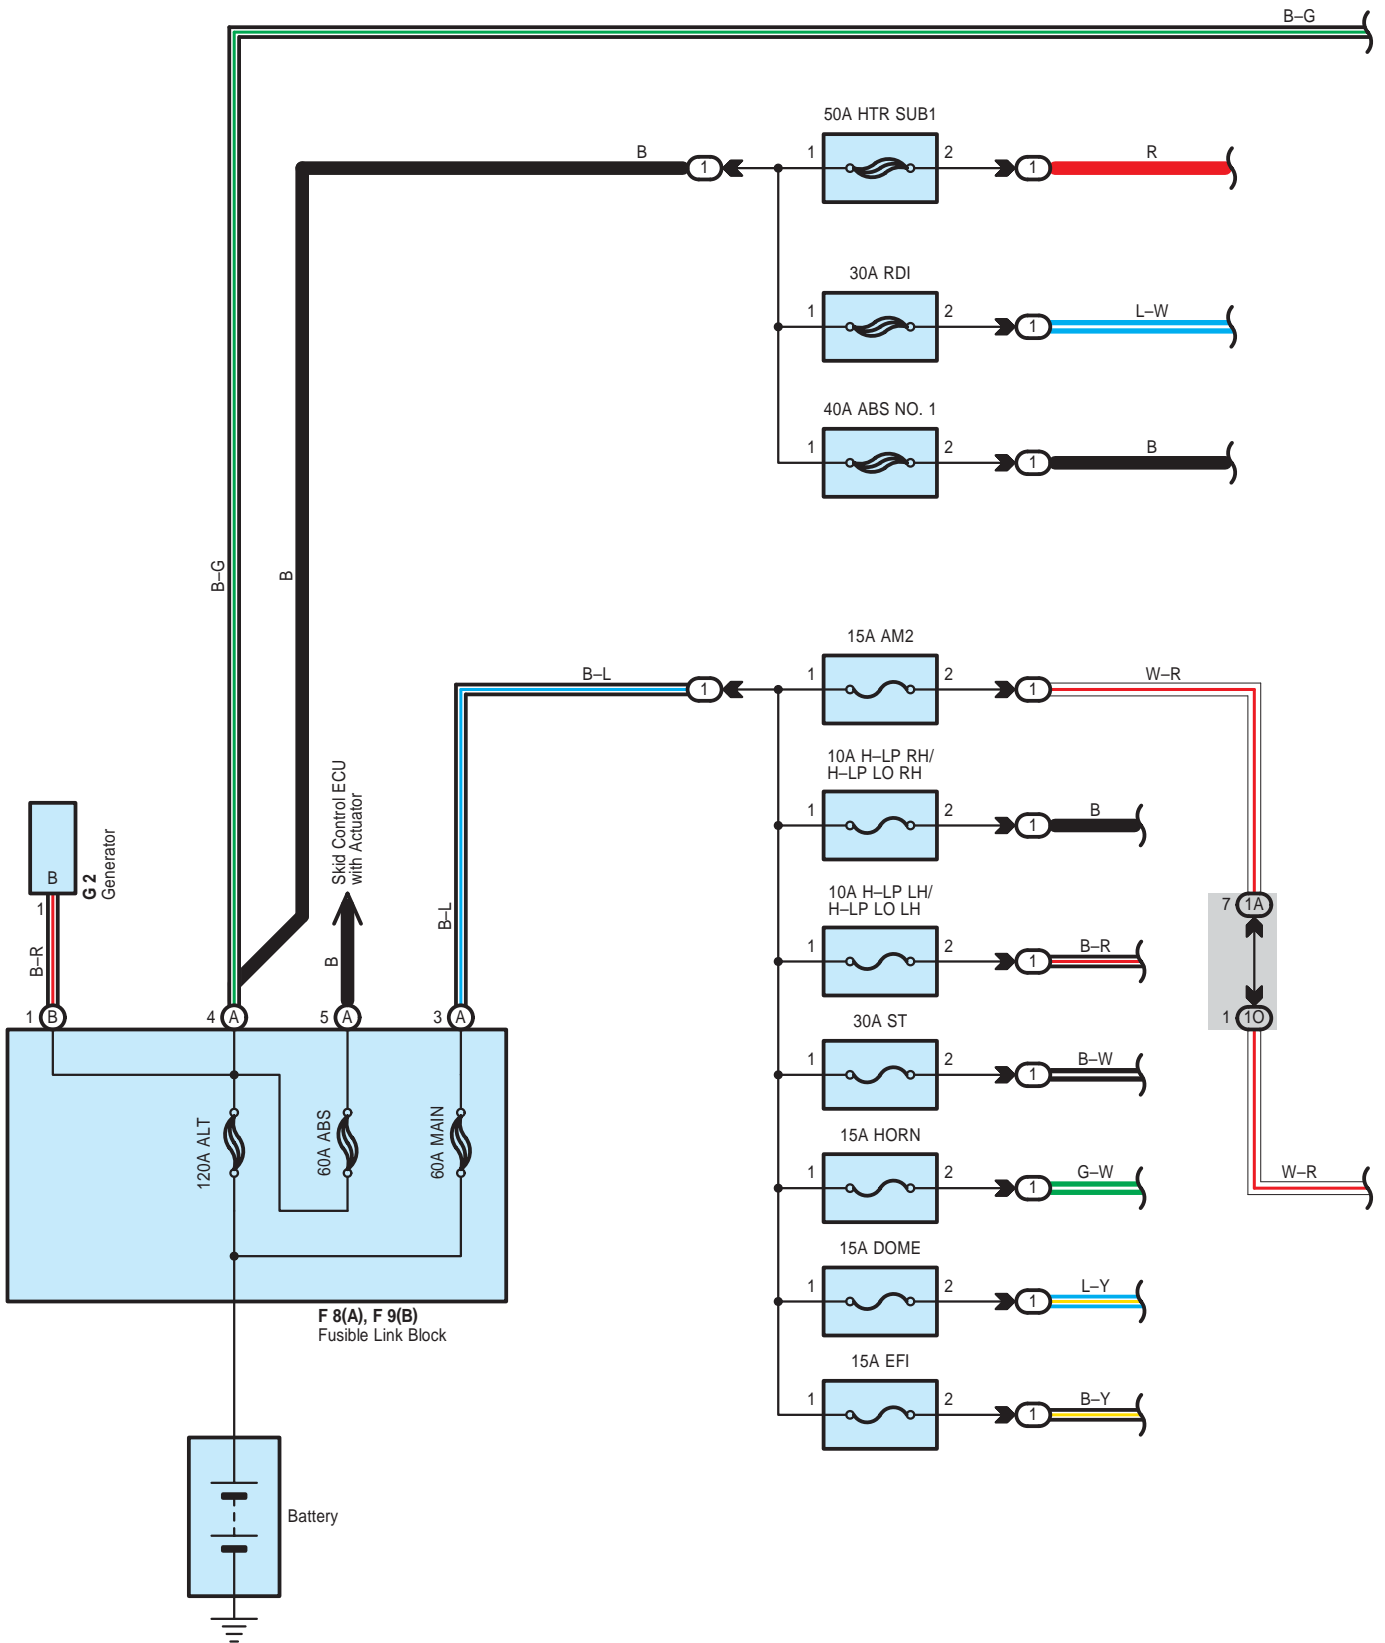 B–G
50A HTR SUB1
B
1
1
2
1
R
30A RDI
1
2
1
L–W
40A ABS NO. 1
1
2
1
B
B–G
B
15A AM2
B–L
1
1
2
1
W–R
10A H–LP RH/
H–LP LO RH
1
2
1
B
Skid Control ECU
with Actuator
B
G 2
Generator
1
B–R
B
B–L
10A H–LP LH/
H–LP LO LH
1
2
1
B–R
7 1A
1 B
4 A
5 A
3 A
1 1O
30A ST
1
2
1
B–W
120A ALT
60A ABS
60A MAIN
15A HORN
1
2
1
G–W
W–R
15A DOME
1
2
1
L–Y
F 8(A), F 9(B)
Fusible Link Block
15A EFI
1
2
1
B–Y
Battery